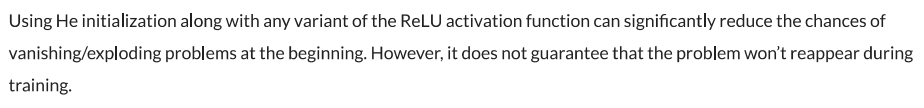 Using He initialization along with any variant of the ReLU activation function can significantly reduce the chances of
vanishing/exploding problems at the beginning. However, it does not guarantee that the problem won’t reappear during
training.